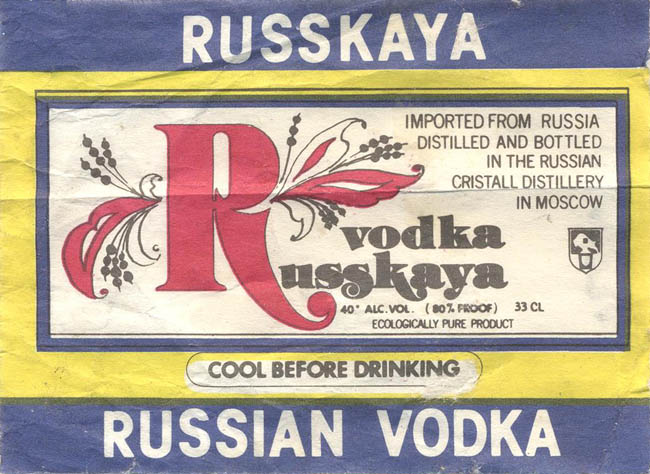 RUSSKAYA
IMPORTED FROM RUSSIA
DISTILLED AND BOTTLED
IN THE RUSSIAN
CRISTALL DISTILLERY
IN MOSCOW
vodka
Russkaya
40° ALC.VOL. (80% PROOF) 33 CL
ECOLOGICALLY PURE PRODUCT
COOL BEFORE DRINKING
RUSSIAN VODKA